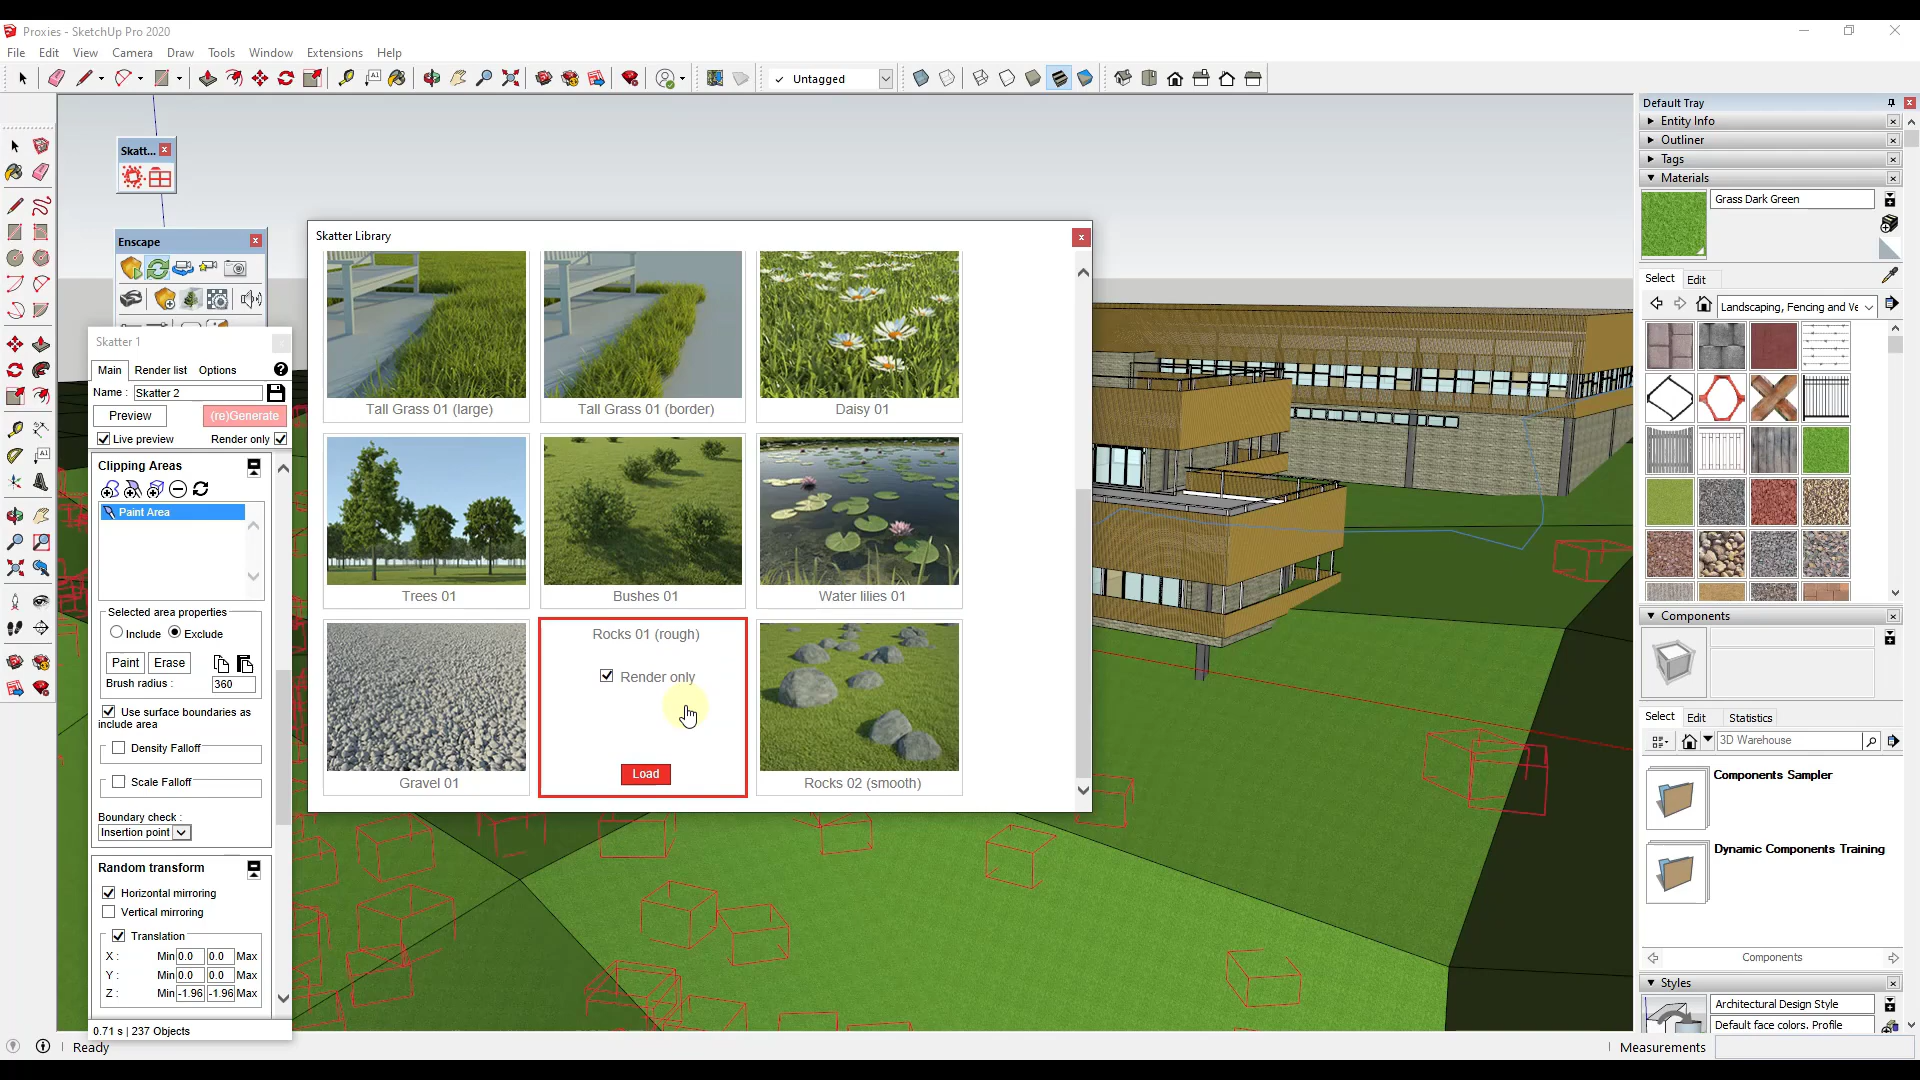 Proxies - SketchUp Pro 2020
File Edit View Camera Draw Tools Window Extensions Help
Untagged
Skatt...
Enscape
Skatter 1
Main Render list Options
Name : Skatter 2
Preview (re)Generate
Live preview Render only
Clipping Areas
Paint Area
Selected area properties
Include Exclude
Paint Erase
Brush radius : 360
Use surface boundaries as
include area
Density Falloff
Scale Falloff
Boundary check :
Insertion point
Random transform
Horizontal mirroring
Vertical mirroring
Translation
X : Min 0.0 0.0 Max
Y : Min 0.0 0.0 Max
Z : Min -1.96 -1.96 Max
0.71 s | 237 Objects
Ready
Skatter Library
Tall Grass 01 (large) Tall Grass 01 (border) Daisy 01
Trees 01 Bushes 01 Water lilies 01
Rocks 01 (rough)
Render only
Load
Gravel 01 Rocks 02 (smooth)
Default Tray
Entity Info
Outliner
Tags
Materials
Grass Dark Green
Select Edit
Landscaping, Fencing and Ve
Components
Select Edit Statistics
3D Warehouse
Components Sampler
Dynamic Components Training
Components
Styles
Architectural Design Style
Default face colors. Profile
Measurements